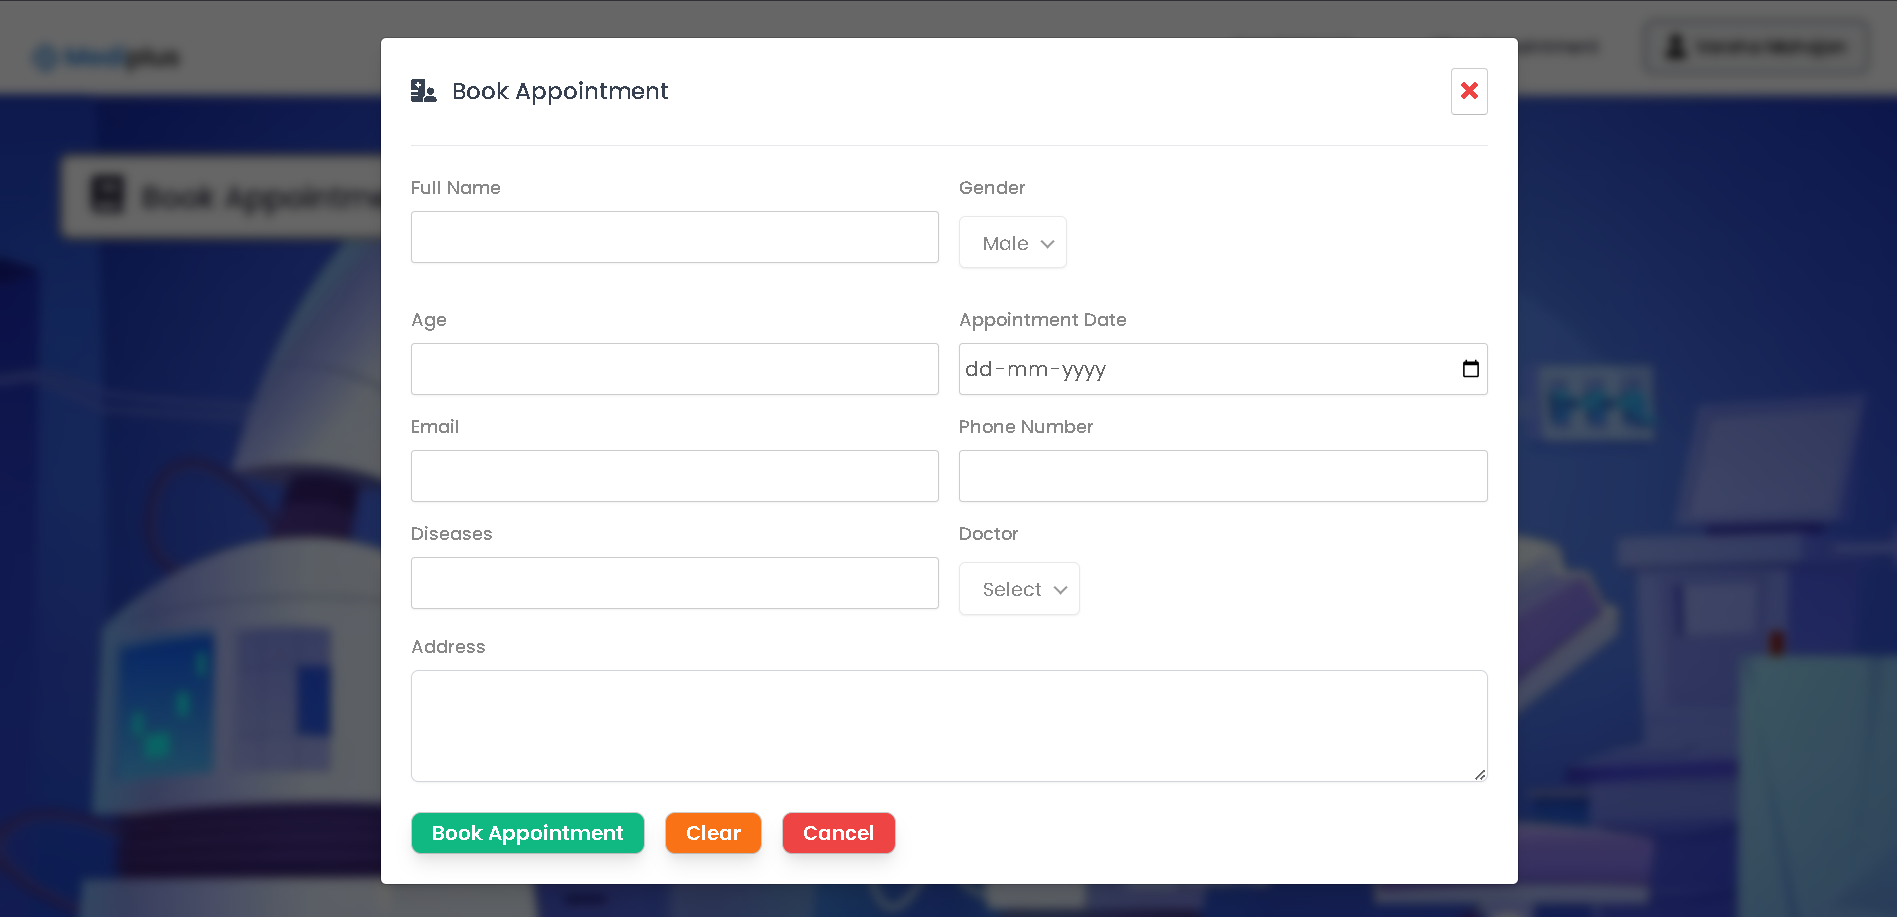 Mediplus
Book Appointment
Full Name
Gender
Male
Age
Appointment Date
dd-mm-yyyy
Email
Phone Number
Diseases
Doctor
Select
Address
Book Appointment
Clear
Cancel